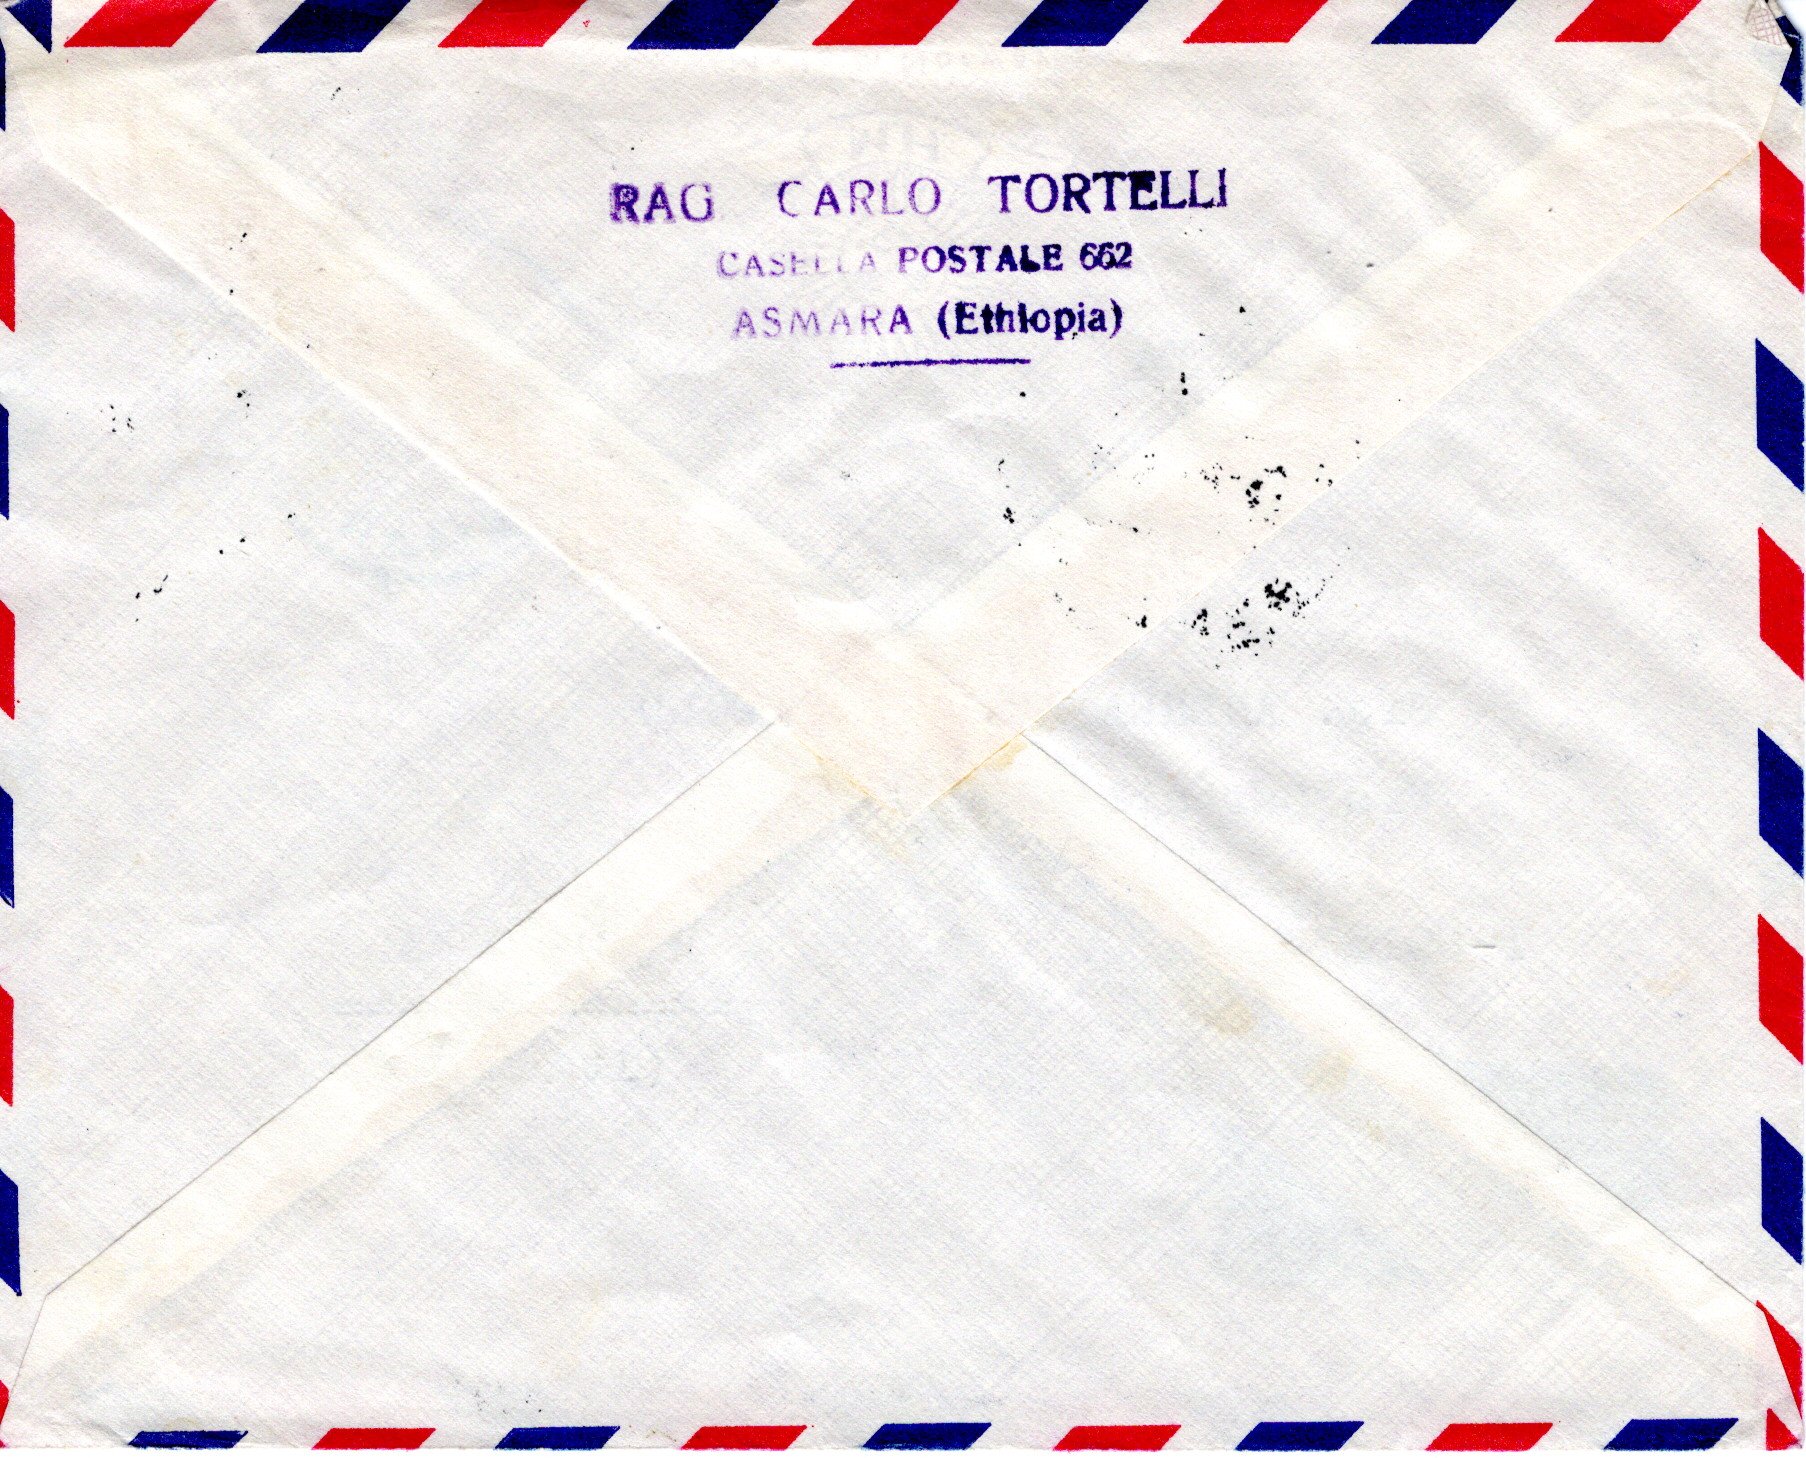 RAG CARLO TORTELLI
CASELLA POSTALE 662
ASMARA (Ethiopia)